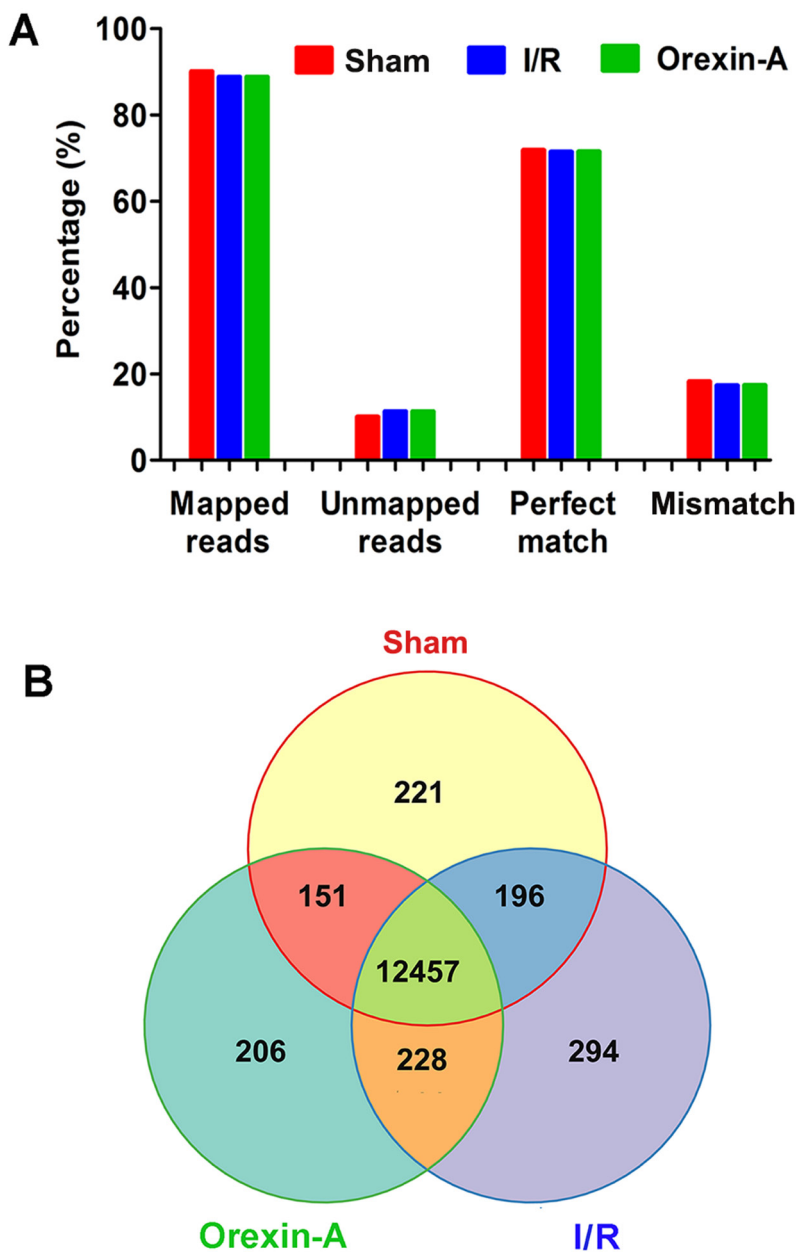 A
Percentage (%)
100
80
60
40
20
0
Sham I/R Orexin-A
Mapped reads
Unmapped reads
Perfect match
Mismatch
B
Sham
221
151
196
12457
206
228
294
Orexin-A
I/R